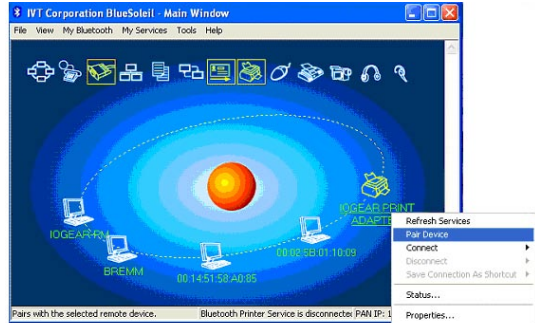 IVT Corporation BlueSoleil - Main Window
File View My Bluetooth My Services Tools Help
IOGEAR PRINT
ADAPTE
IOGEAR-RM
00:02:5B:01:10:09
BREMM
00:14:51:58:A0:85
Refresh Services
Pair Device
Connect
Disconnect
Save Connection As Shortcut
Status...
Properties...
Pairs with the selected remote device. Bluetooth Printer Service is disconnected PAN IP: 1